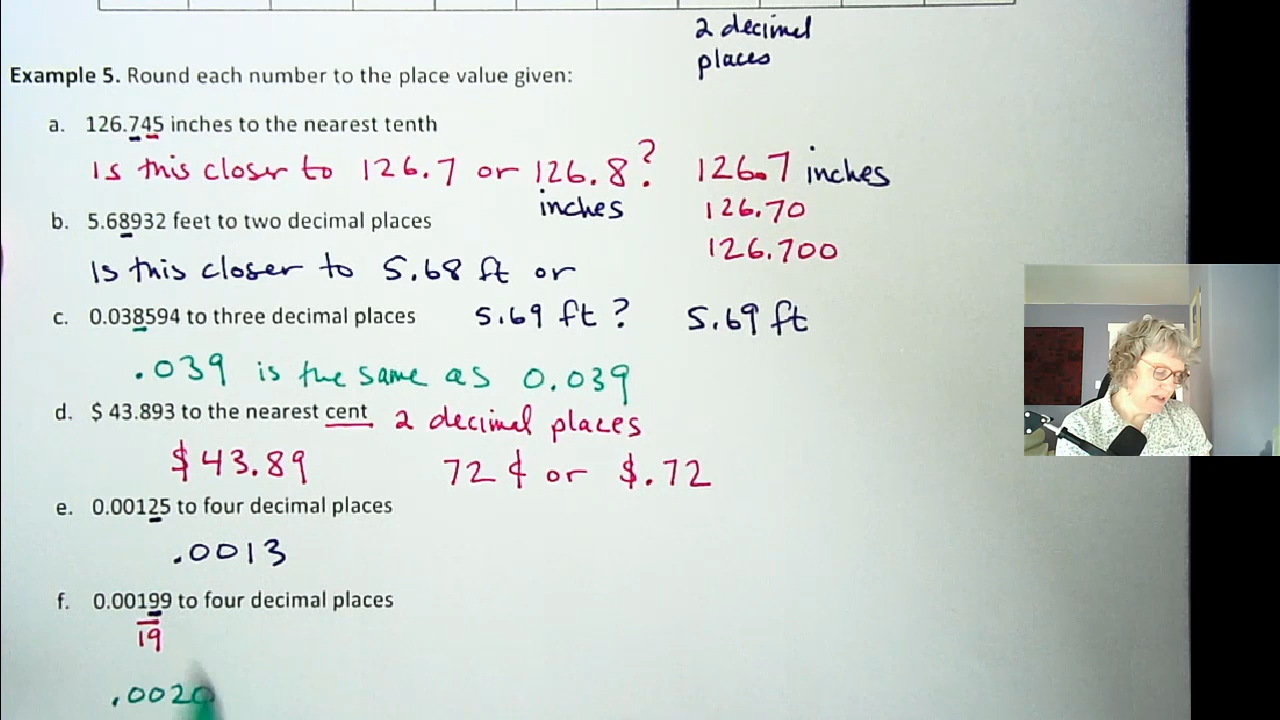 2 decimal
places
Example 5. Round each number to the place value given:
a. 126.745 inches to the nearest tenth
Is this closer to 126.7 or 126.8? 126.7 inches
inches 126.70
b. 5.68932 feet to two decimal places
126.700
Is this closer to 5.68 ft or
c. 0.038594 to three decimal places 5.69 ft? 5.69 ft
.039 is the same as 0.039
d. $ 43.893 to the nearest cent 2 decimal places
$43.89 72 ¢ or $.72
e. 0.00125 to four decimal places
.0013
f. 0.00199 to four decimal places
19
.0020